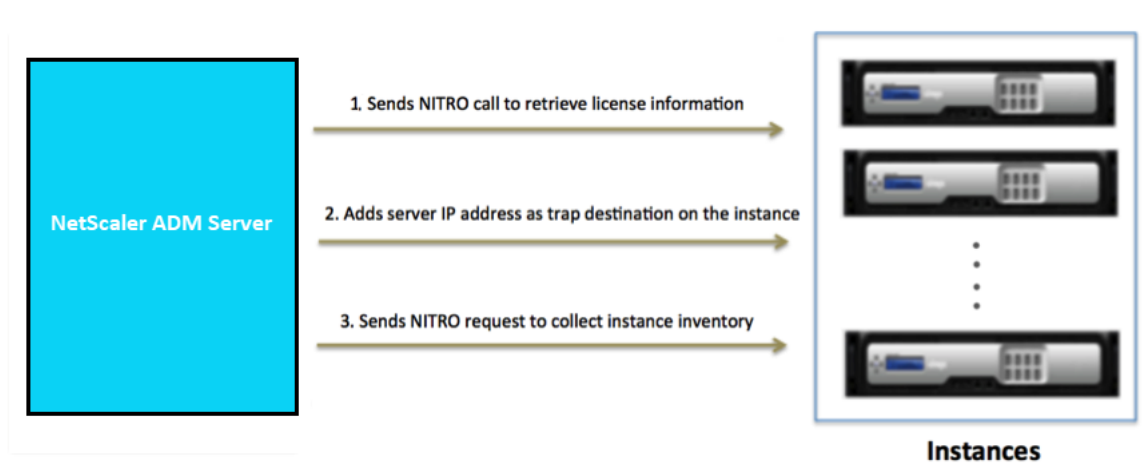 1. Sends NITRO call to retrieve license information
NetScaler ADM Server
2. Adds server IP address as trap destination on the instance
3. Sends NITRO request to collect instance inventory
Instances